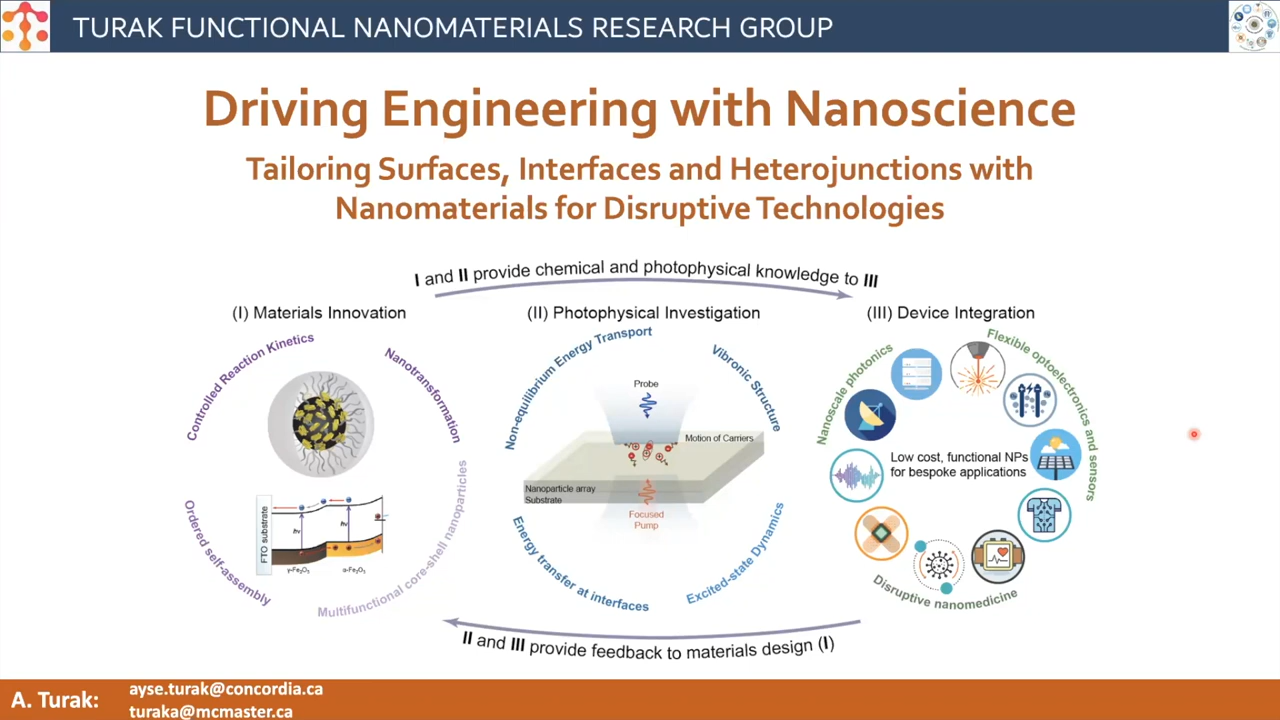 TURAK FUNCTIONAL NANOMATERIALS RESEARCH GROUP
Driving Engineering with Nanoscience
Tailoring Surfaces, Interfaces and Heterojunctions with
Nanomaterials for Disruptive Technologies
I and II provide chemical and photophysical knowledge to III
(I) Materials Innovation
Controlled Reaction Kinetics
Nanotransformation
Ordered self-assembly
Multifunctional core-shell nanoparticles
FTO substrate
hν
hν
γ-Fe₂O₃
α-Fe₂O₃
(II) Photophysical Investigation
Non-equilibrium Energy Transport
Vibronic Structure
Probe
Motion of Carriers
Nanoparticle array
Substrate
Focused
Pump
Energy transfer at interfaces
Excited-state Dynamics
(III) Device Integration
Nanoscale photonics
Flexible optoelectronics and sensors
Low cost, functional NPs
for bespoke applications
Disruptive nanomedicine
II and III provide feedback to materials design (I)
A. Turak:
ayse.turak@concordia.ca
turaka@mcmaster.ca